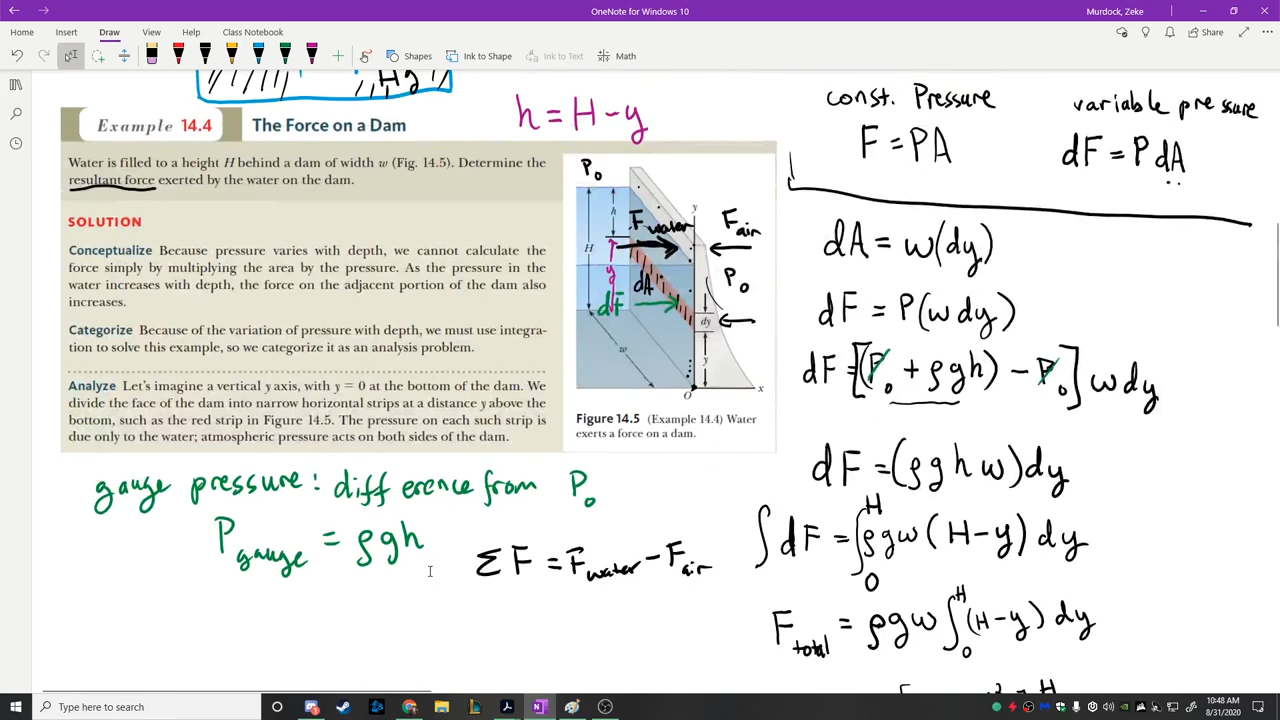 OneNote for Windows 10
Murdock, Zeke
Home Insert Draw View Help Class Notebook
Share
Shapes Ink to Shape Ink to Text Math
Hg
h = H - y
const. Pressure
F = PA
variable pressure
dF = P dA
Example 14.4 The Force on a Dam
Water is filled to a height H behind a dam of width w (Fig. 14.5). Determine the
resultant force exerted by the water on the dam.
SOLUTION
Conceptualize Because pressure varies with depth, we cannot calculate the
force simply by multiplying the area by the pressure. As the pressure in the
water increases with depth, the force on the adjacent portion of the dam also
increases.
Categorize Because of the variation of pressure with depth, we must use integra-
tion to solve this example, so we categorize it as an analysis problem.
Analyze Let's imagine a vertical y axis, with y = 0 at the bottom of the dam. We
divide the face of the dam into narrow horizontal strips at a distance y above the
bottom, such as the red strip in Figure 14.5. The pressure on each such strip is
due only to the water; atmospheric pressure acts on both sides of the dam.
P₀
h
y
F water
F air
H
y
dA
P₀
dF
dy
w
y
O
x
Figure 14.5 (Example 14.4) Water
exerts a force on a dam.
dA = w(dy)
dF = P(w dy)
dF = [(P₀ + ρgh) - P₀] w dy
dF = (ρ g h w) dy
∫ dF = ∫₀ᴴ ρgw (H - y) dy
F total = ρgw ∫₀ᴴ (H - y) dy
gauge pressure: difference from P₀
P gauge = ρgh
Σ F = F water - F air
Type here to search
10:48 AM
8/31/2020